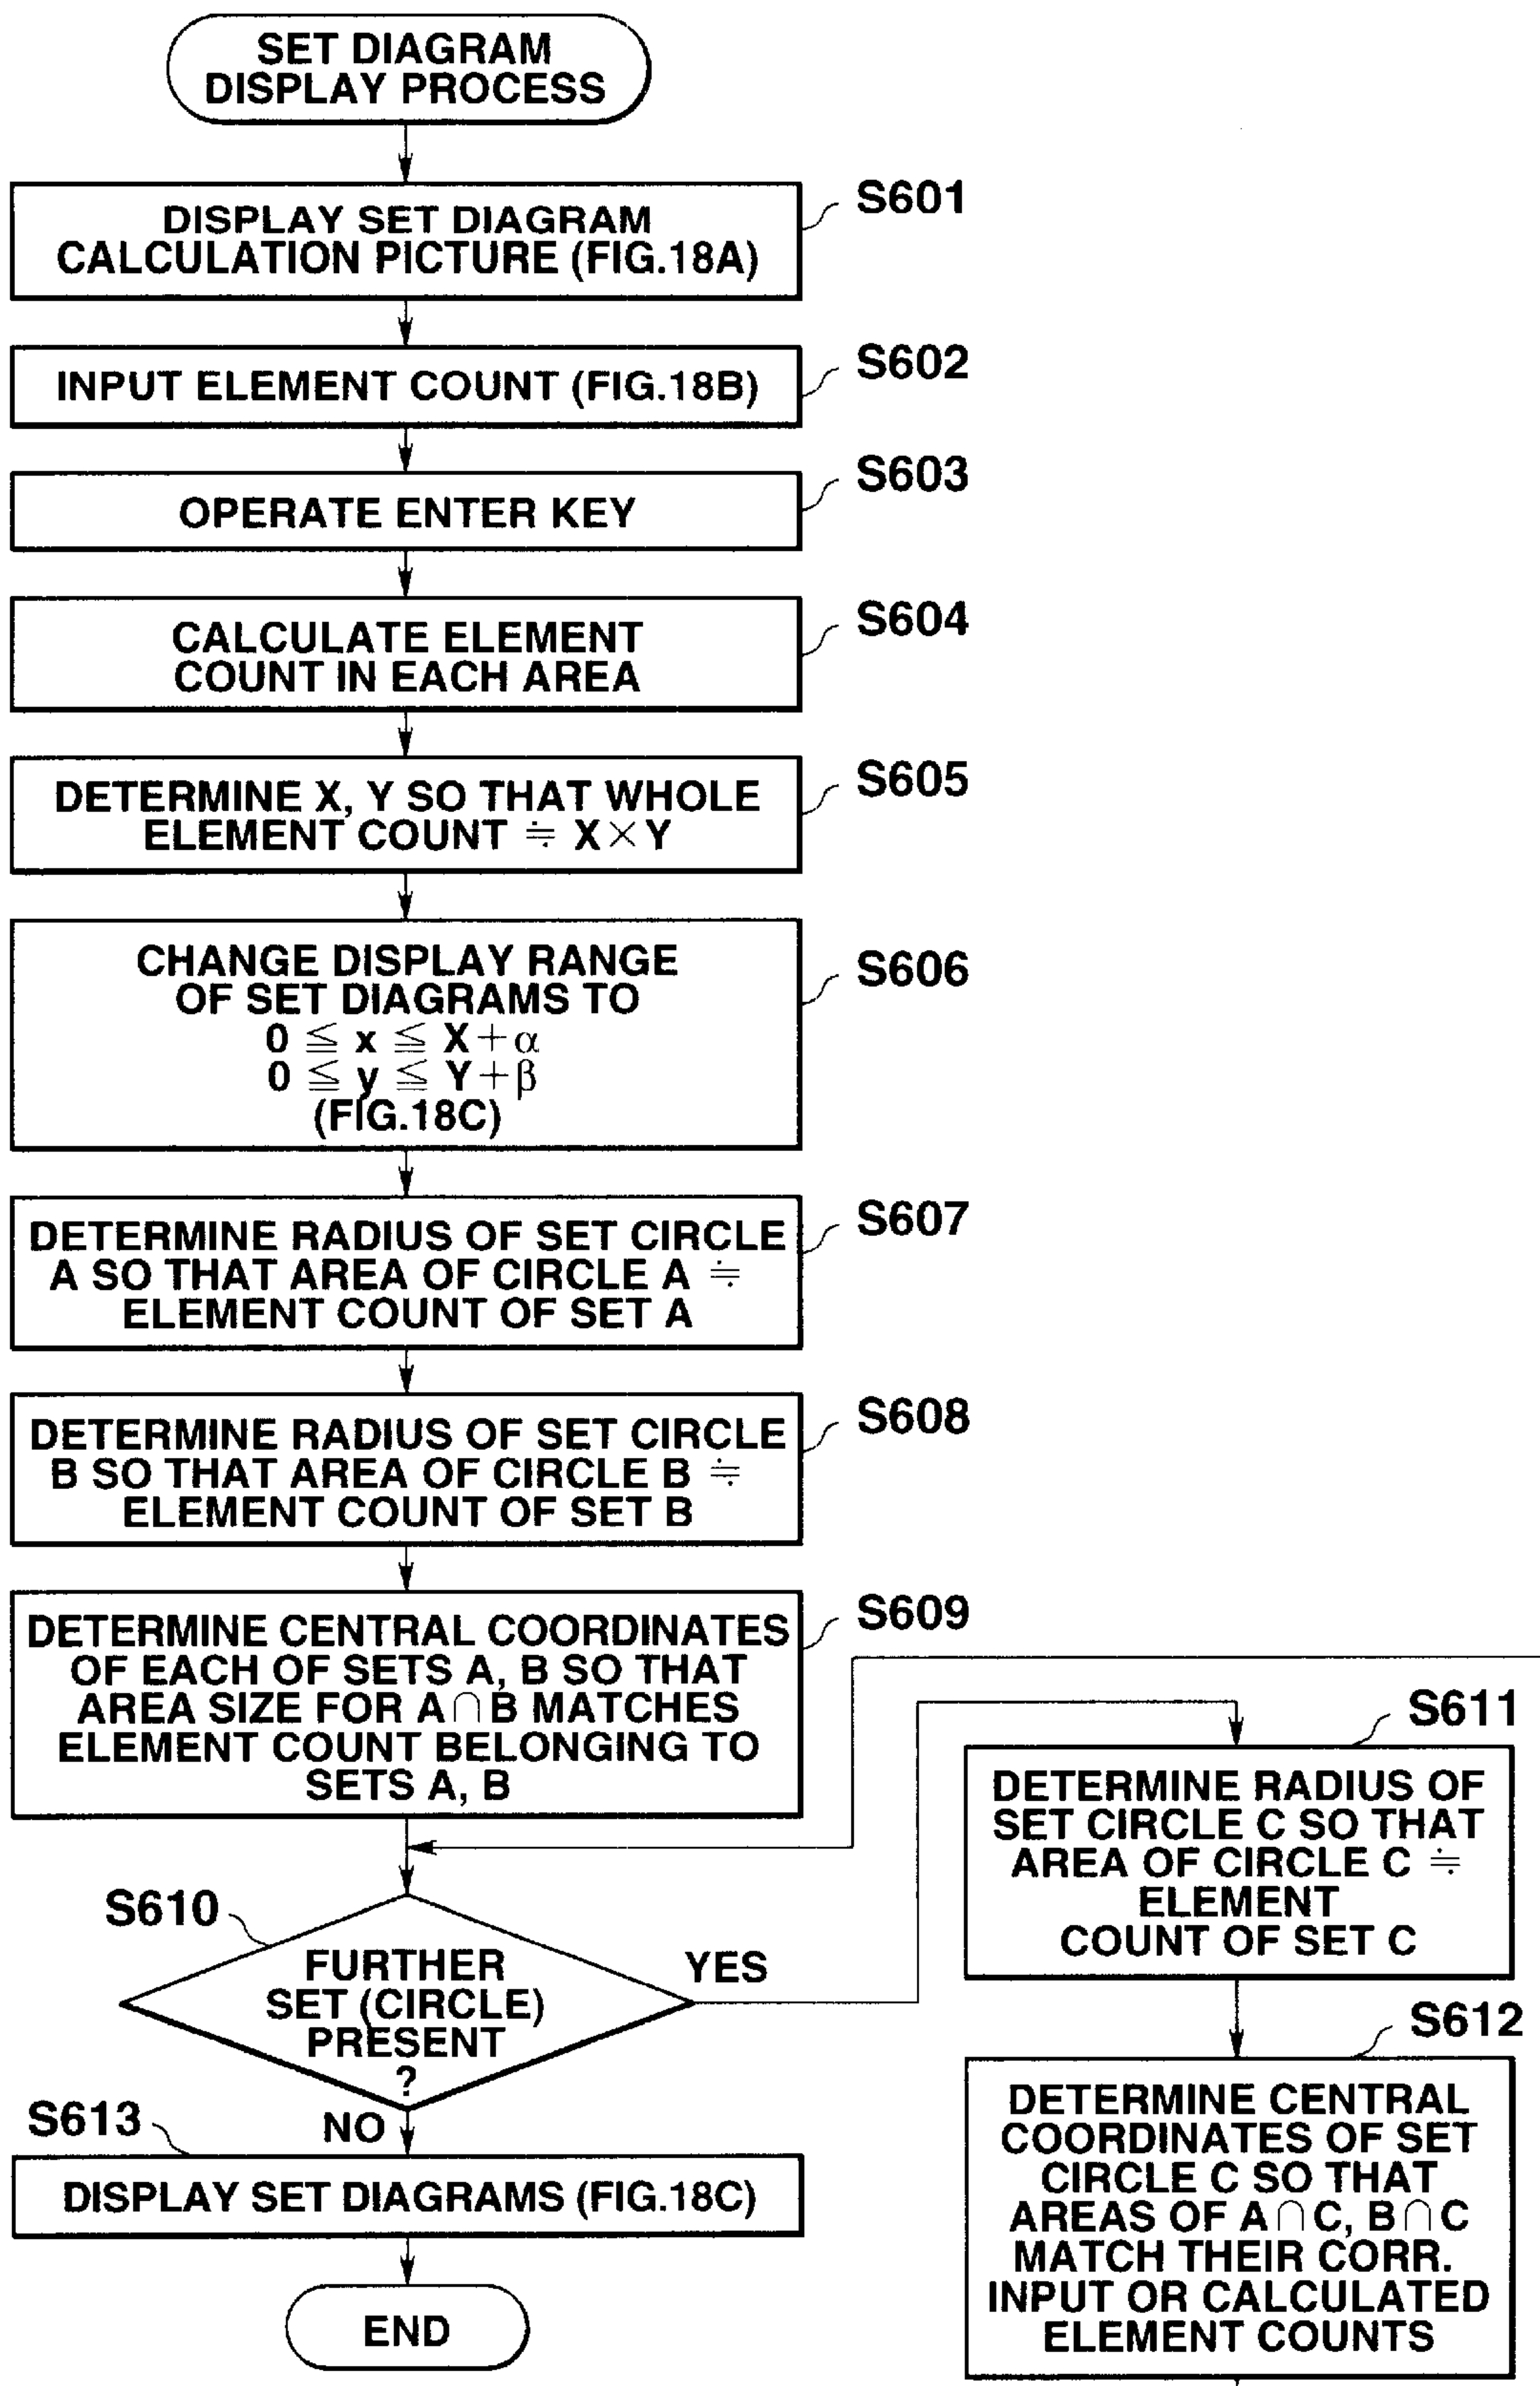 SET DIAGRAM
DISPLAY PROCESS
S601
DISPLAY SET DIAGRAM
CALCULATION PICTURE (FIG.18A)
S602
INPUT ELEMENT COUNT (FIG.18B)
S603
OPERATE ENTER KEY
S604
CALCULATE ELEMENT
COUNT IN EACH AREA
S605
DETERMINE X, Y SO THAT WHOLE
ELEMENT COUNT ≒ X×Y
S606
CHANGE DISPLAY RANGE
OF SET DIAGRAMS TO
0 ≦ x ≦ X+α
0 ≦ y ≦ Y+β
(FIG.18C)
S607
DETERMINE RADIUS OF SET CIRCLE
A SO THAT AREA OF CIRCLE A ≒
ELEMENT COUNT OF SET A
S608
DETERMINE RADIUS OF SET CIRCLE
B SO THAT AREA OF CIRCLE B ≒
ELEMENT COUNT OF SET B
S609
DETERMINE CENTRAL COORDINATES
OF EACH OF SETS A, B SO THAT
AREA SIZE FOR A∩B MATCHES
ELEMENT COUNT BELONGING TO
SETS A, B
S610
FURTHER
SET (CIRCLE)
PRESENT
?
YES
NO
S611
DETERMINE RADIUS OF
SET CIRCLE C SO THAT
AREA OF CIRCLE C ≒
ELEMENT
COUNT OF SET C
S612
DETERMINE CENTRAL
COORDINATES OF SET
CIRCLE C SO THAT
AREAS OF A∩C, B∩C
MATCH THEIR CORR.
INPUT OR CALCULATED
ELEMENT COUNTS
S613
DISPLAY SET DIAGRAMS (FIG.18C)
END